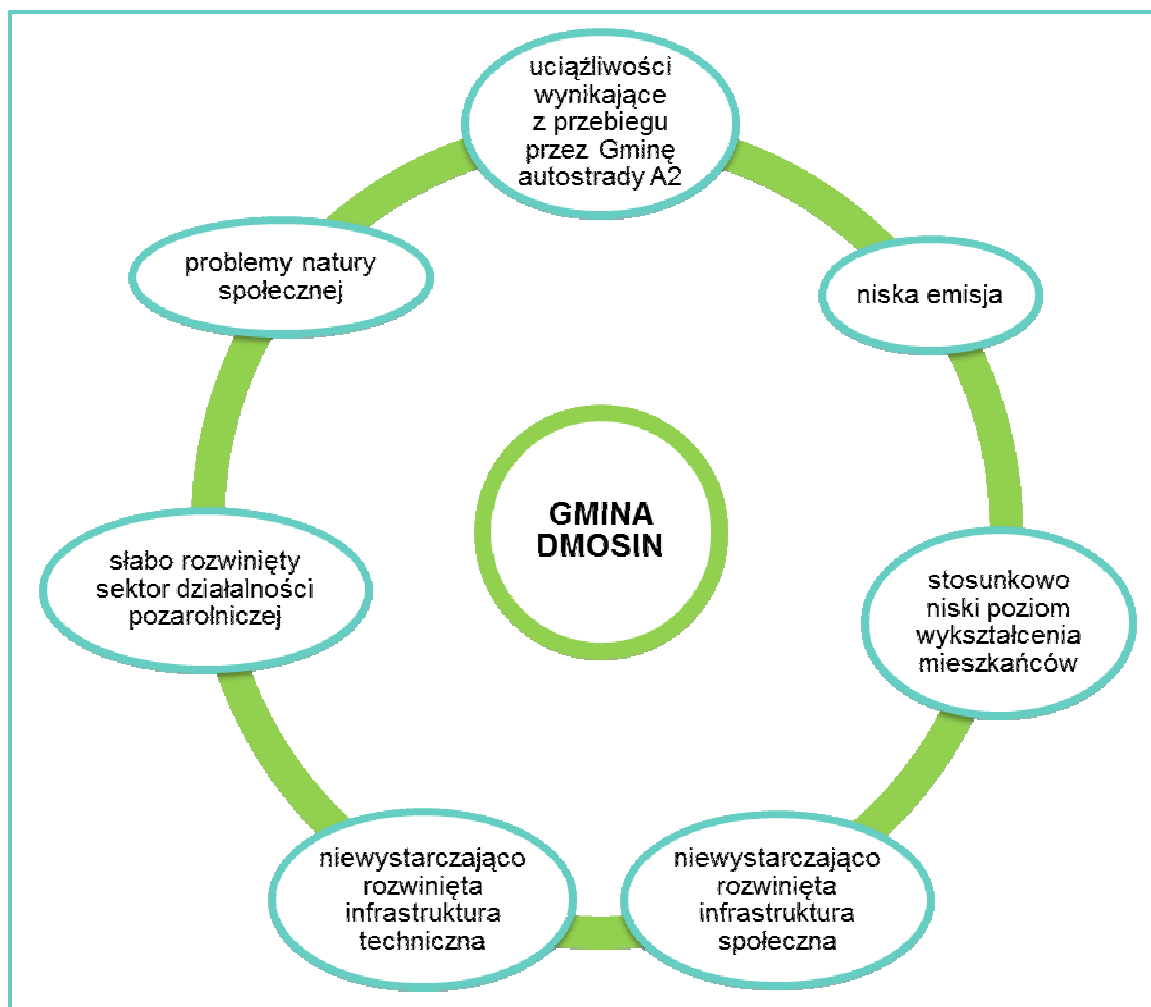 uciążliwości
wynikające
z przebiegu
przez Gminę
autostrady A2
niska emisja
stosunkowo
niski poziom
wykształcenia
mieszkańców
niewystarczająco
rozwinięta
infrastruktura
społeczna
niewystarczająco
rozwinięta
infrastruktura
techniczna
słabo rozwinięty
sektor działalności
pozarolniczej
problemy natury
społecznej
GMINA
DMOSIN